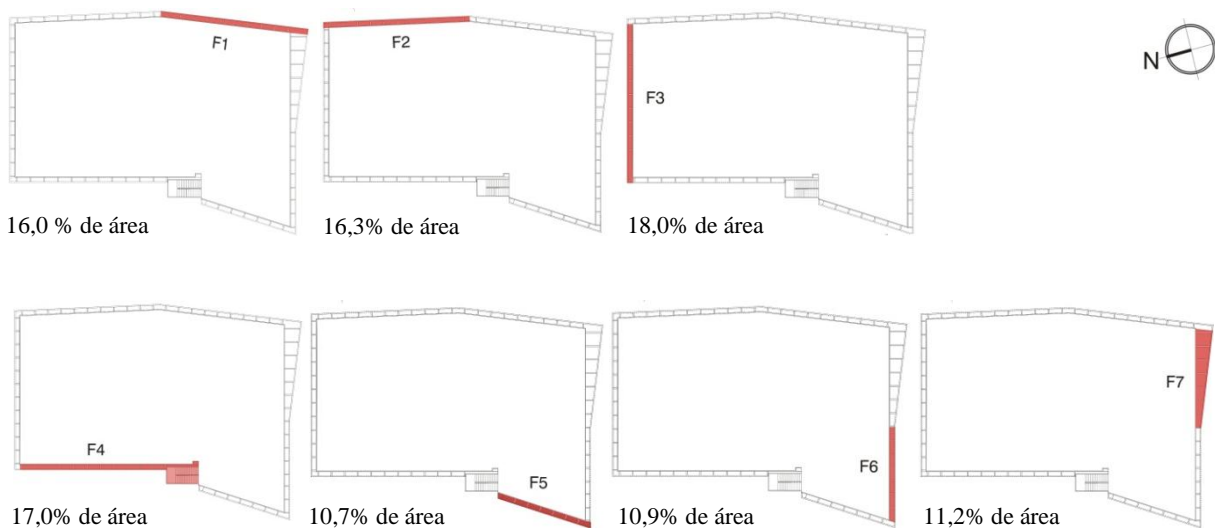 F1
F2
F3
N
16,0 % de área
16,3% de área
18,0% de área
F4
F5
F6
F7
17,0% de área
10,7% de área
10,9% de área
11,2% de área